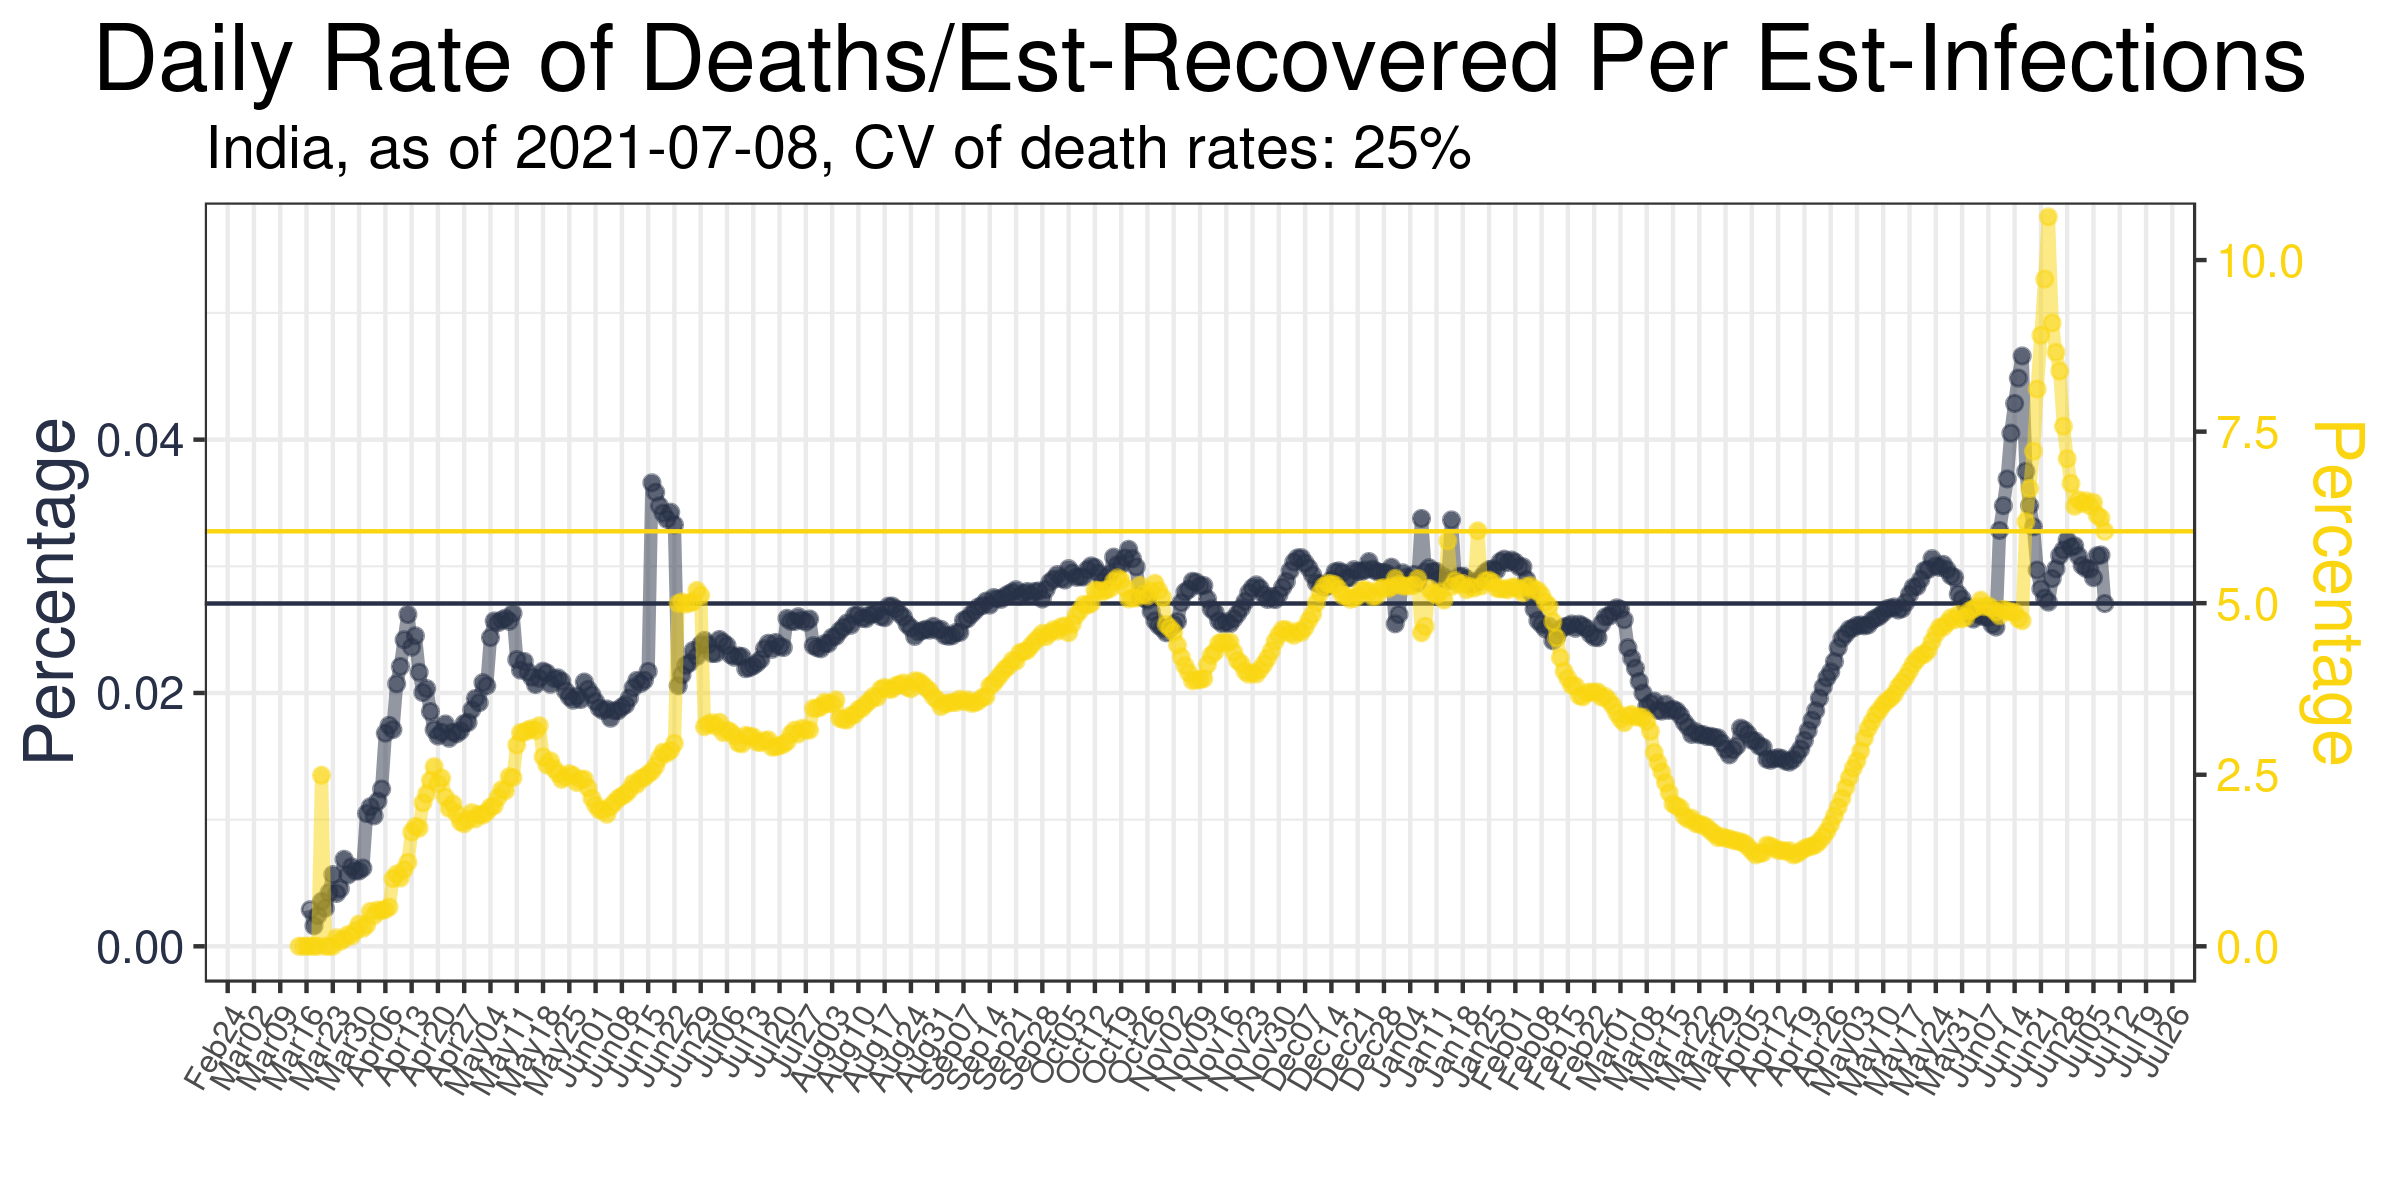 Daily Rate of Deaths/Est-Recovered Per Est-Infections
India, as of 2021-07-08, CV of death rates: 25%
Percentage
0.04
0.02
0.00
10.0
7.5
5.0
2.5
0.0
Percentage
Feb24
Mar02
Mar09
Mar16
Mar23
Mar30
Apr06
Apr13
Apr20
Apr27
May04
May11
May18
May25
Jun01
Jun08
Jun15
Jun22
Jun29
Jul06
Jul13
Jul20
Jul27
Aug03
Aug10
Aug17
Aug24
Aug31
Sep07
Sep14
Sep21
Sep28
Oct05
Oct12
Oct19
Oct26
Nov02
Nov09
Nov16
Nov23
Nov30
Dec07
Dec14
Dec21
Dec28
Jan04
Jan11
Jan18
Jan25
Feb01
Feb08
Feb15
Feb22
Mar01
Mar08
Mar15
Mar22
Mar29
Apr05
Apr12
Apr19
Apr26
May03
May10
May17
May24
May31
Jun07
Jun14
Jun21
Jun28
Jul05
Jul12
Jul19
Jul26